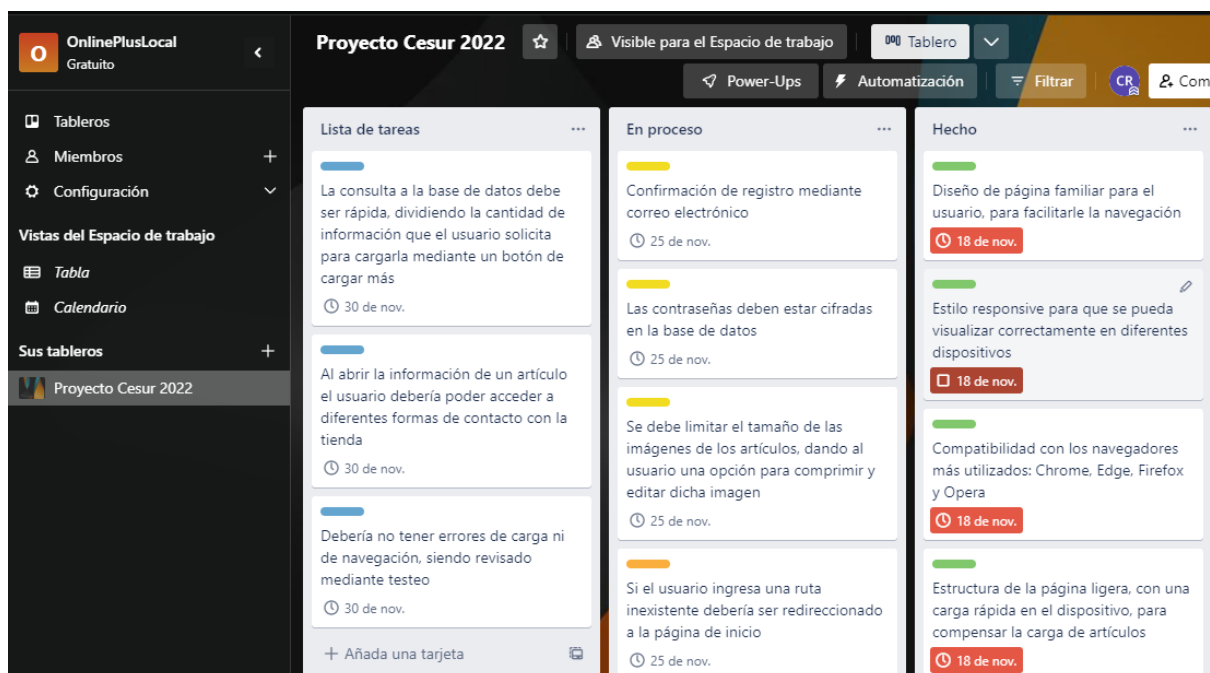 O
OnlinePlusLocal
Gratuito
Tableros
Miembros
Configuración
Vistas del Espacio de trabajo
Tabla
Calendario
Sus tableros
Proyecto Cesur 2022
Proyecto Cesur 2022
Visible para el Espacio de trabajo
Tablero
Power-Ups
Automatización
Filtrar
CR
Com
Lista de tareas
La consulta a la base de datos debe
ser rápida, dividiendo la cantidad de
información que el usuario solicita
para cargarla mediante un botón de
cargar más
30 de nov.
Al abrir la información de un artículo
el usuario debería poder acceder a
diferentes formas de contacto con la
tienda
30 de nov.
Debería no tener errores de carga ni
de navegación, siendo revisado
mediante testeo
30 de nov.
+ Añada una tarjeta
En proceso
Confirmación de registro mediante
correo electrónico
25 de nov.
Las contraseñas deben estar cifradas
en la base de datos
25 de nov.
Se debe limitar el tamaño de las
imágenes de los artículos, dando al
usuario una opción para comprimir y
editar dicha imagen
25 de nov.
Si el usuario ingresa una ruta
inexistente debería ser redireccionado
a la página de inicio
25 de nov.
Hecho
Diseño de página familiar para el
usuario, para facilitarle la navegación
18 de nov.
Estilo responsive para que se pueda
visualizar correctamente en diferentes
dispositivos
18 de nov.
Compatibilidad con los navegadores
más utilizados: Chrome, Edge, Firefox
y Opera
18 de nov.
Estructura de la página ligera, con una
carga rápida en el dispositivo, para
compensar la carga de artículos
18 de nov.